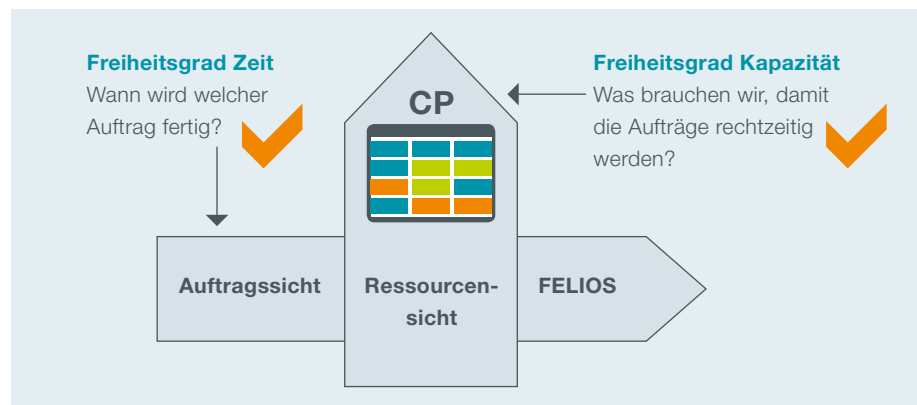 Freiheitsgrad Zeit
Wann wird welcher
Auftrag fertig?
Freiheitsgrad Kapazität
Was brauchen wir, damit
die Aufträge rechtzeitig
werden?
CP
Auftragssicht
Ressourcen-
sicht
FELIOS